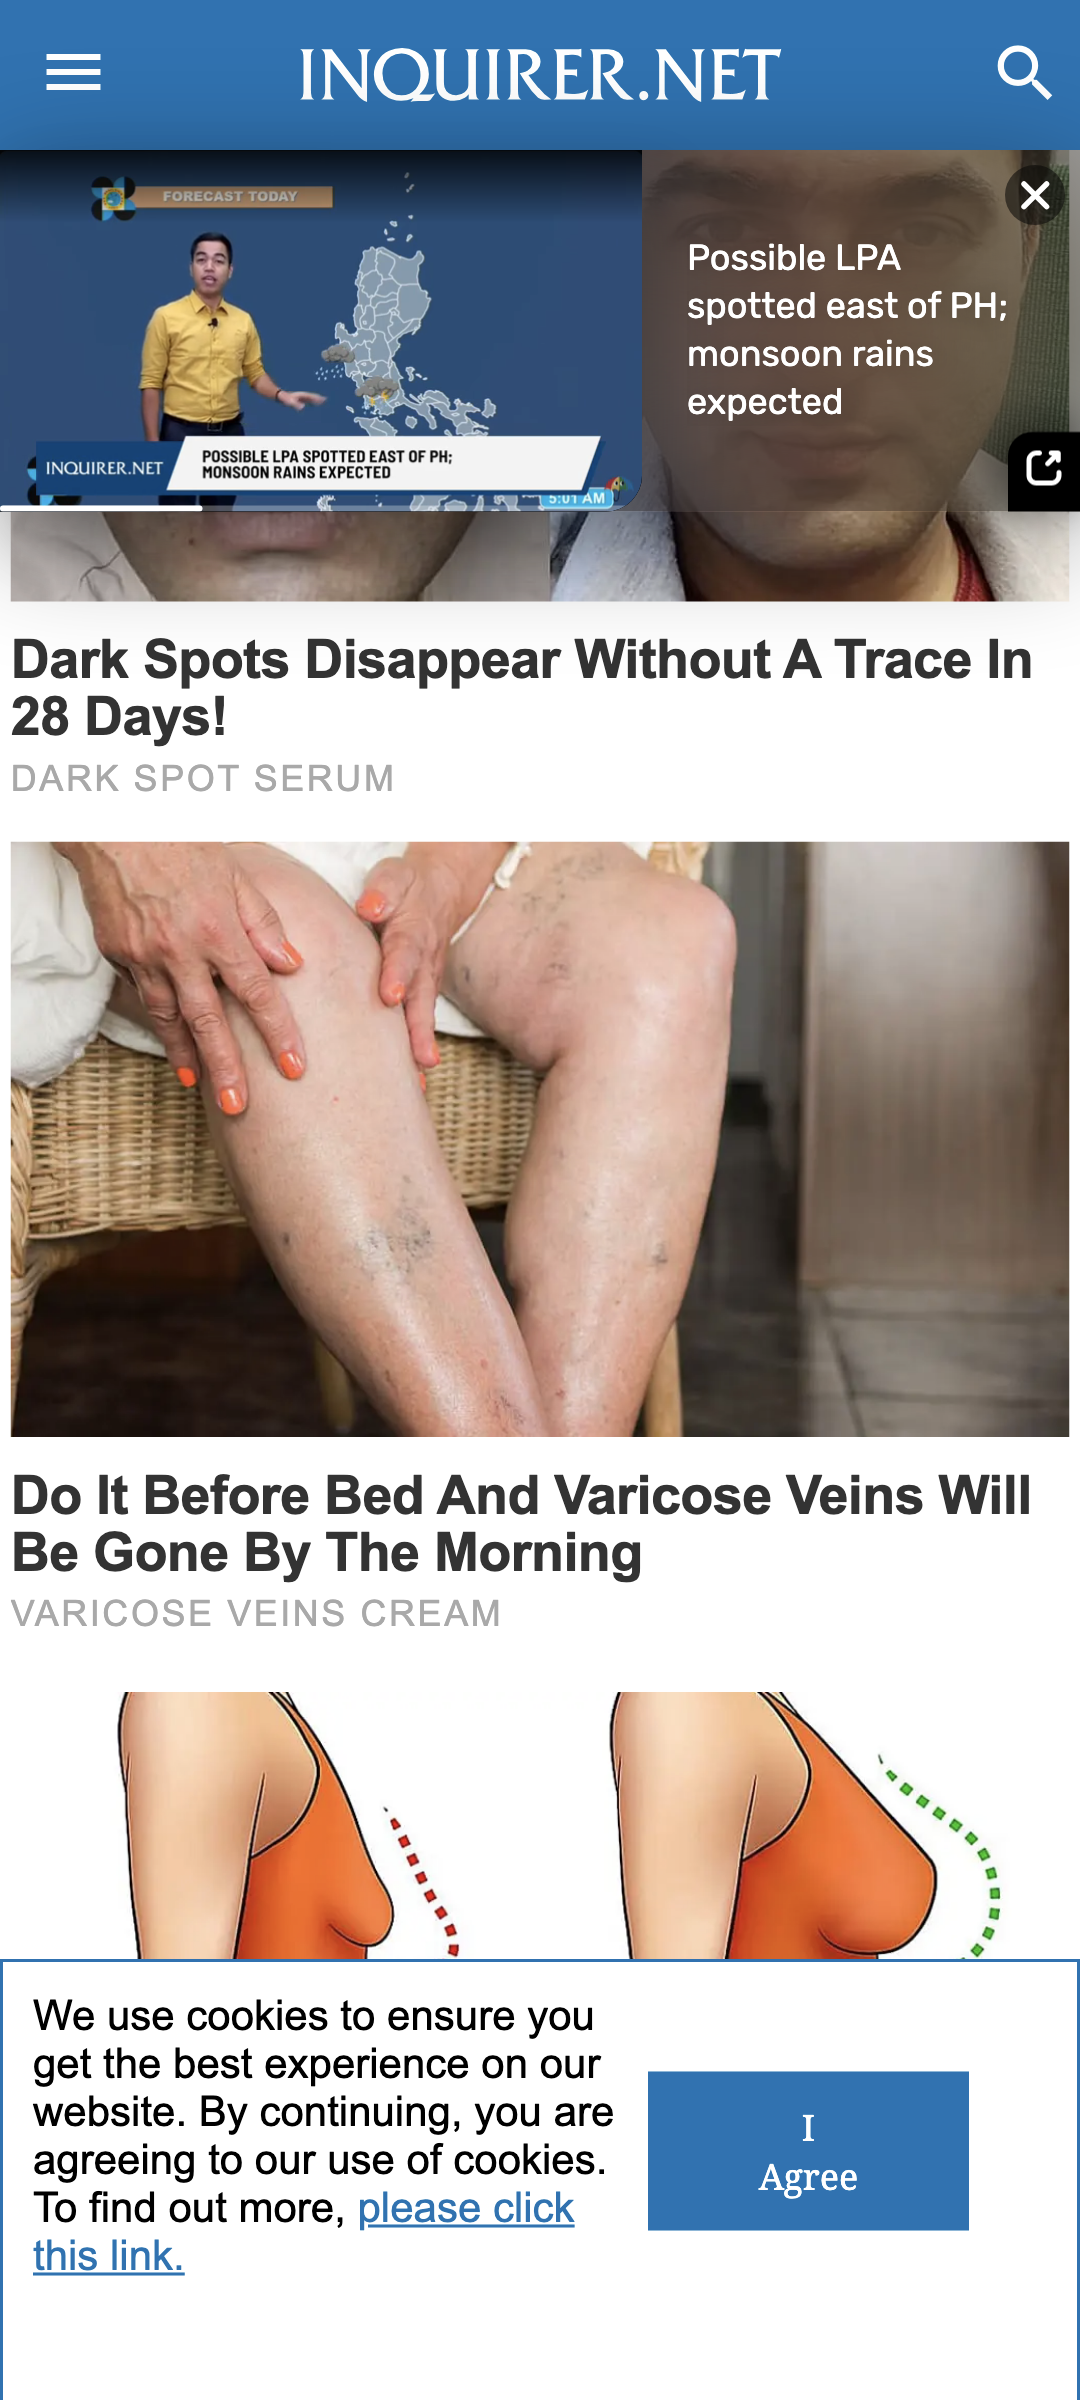 INQUIRER.NET
FORECAST TODAY
INQUIRER.NET
POSSIBLE LPA SPOTTED EAST OF PH;
MONSOON RAINS EXPECTED
5:01 AM
Possible LPA
spotted east of PH;
monsoon rains
expected
Dark Spots Disappear Without A Trace In
28 Days!
DARK SPOT SERUM
Do It Before Bed And Varicose Veins Will
Be Gone By The Morning
VARICOSE VEINS CREAM
We use cookies to ensure you
get the best experience on our
website. By continuing, you are
agreeing to our use of cookies.
To find out more, please click
this link.
I
Agree